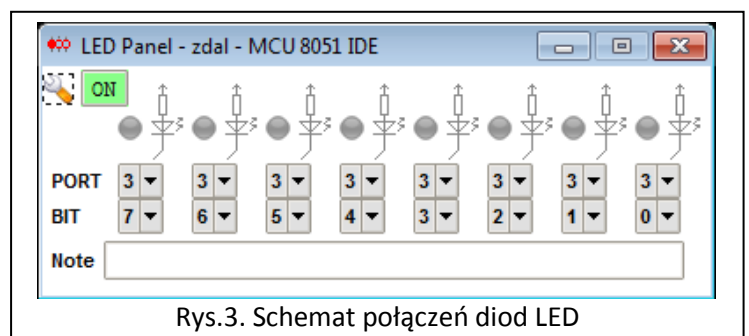 LED Panel - zdal - MCU 8051 IDE
ON
PORT 3 3 3 3 3 3 3 3
BIT 7 6 5 4 3 2 1 0
Note
Rys.3. Schemat połączeń diod LED